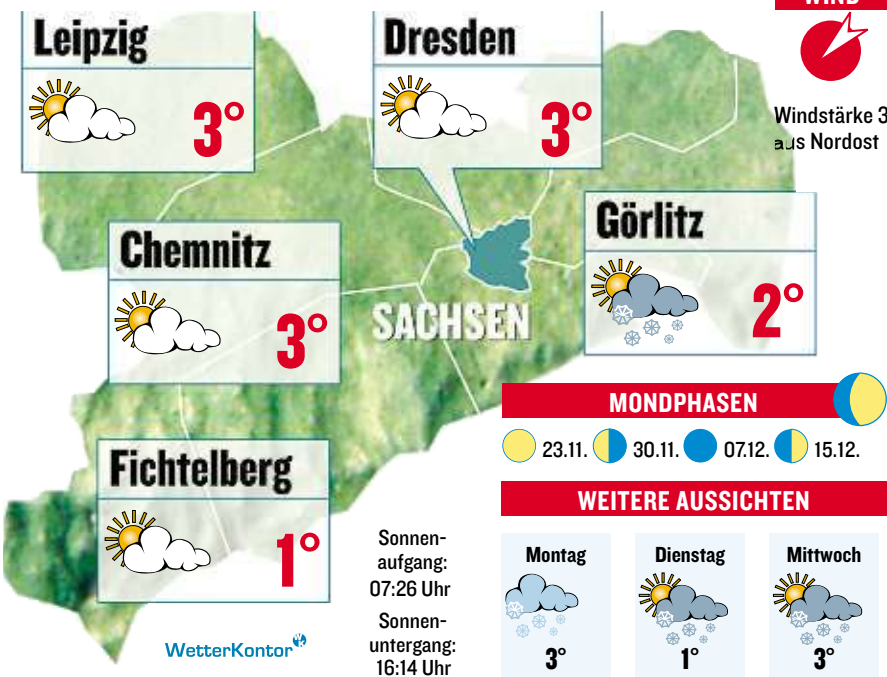 WIND
Leipzig
3°
Dresden
3°
Windstärke 3
aus Nordost
Görlitz
2°
Chemnitz
3°
SACHSEN
Fichtelberg
1°
MONDPHASEN
23.11. 30.11. 07.12. 15.12.
WEITERE AUSSICHTEN
Montag
3°
Dienstag
1°
Mittwoch
3°
Sonnen-
aufgang:
07:26 Uhr
Sonnen-
untergang:
16:14 Uhr
WetterKontor